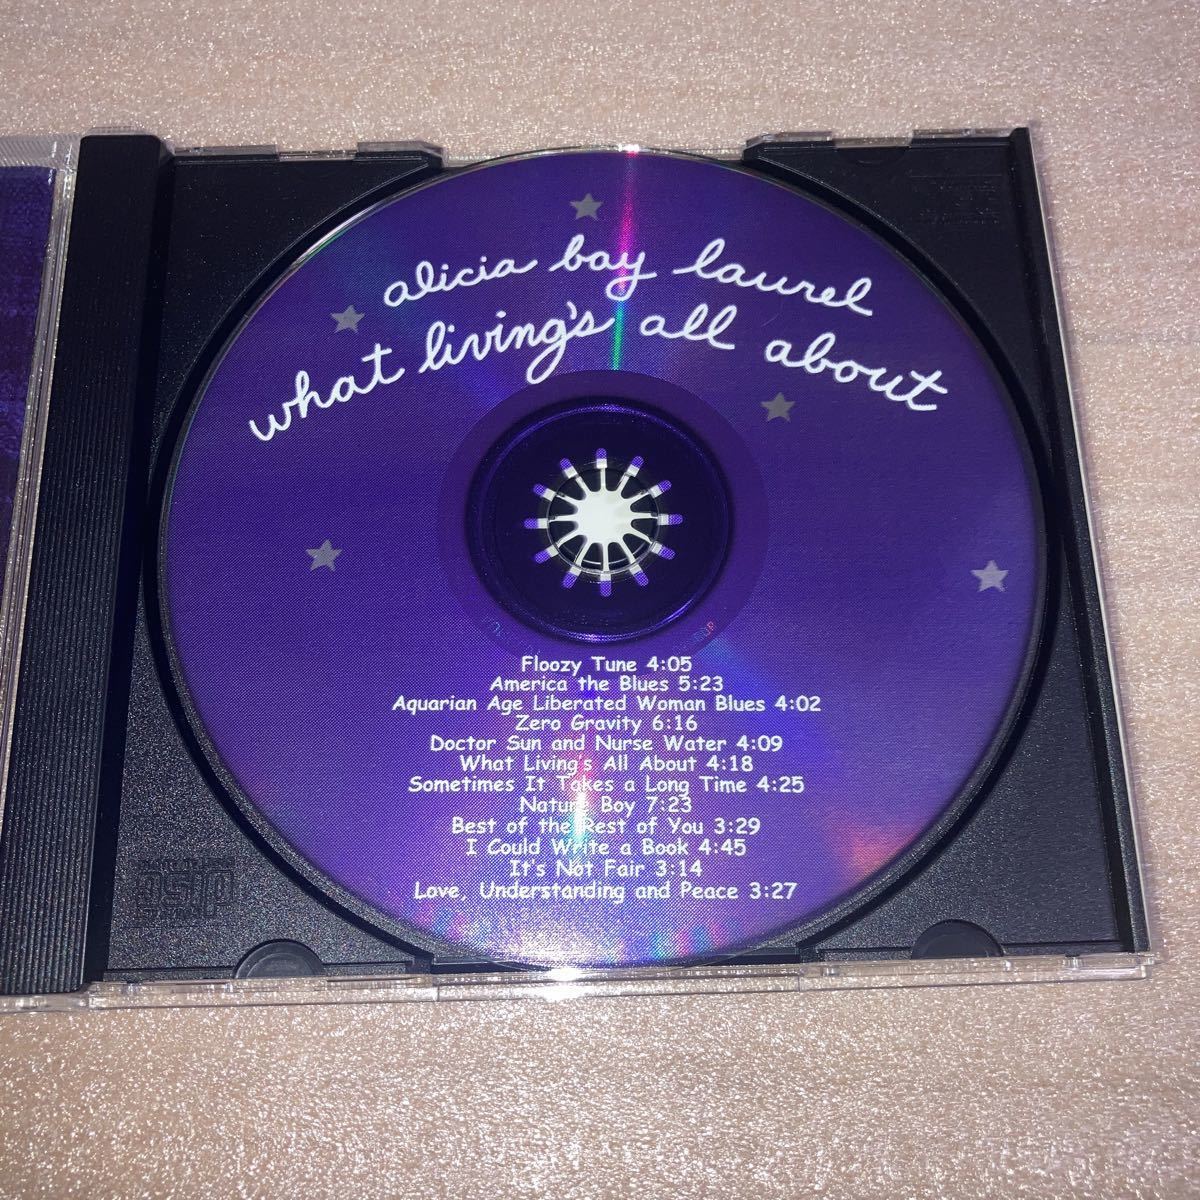 alicia bay laurel
what living's all about
Floozy Tune 4:05
America the Blues 5:23
Aquarian Age Liberated Woman Blues 4:02
Zero Gravity 6:16
Doctor Sun and Nurse Water 4:09
What Living's All About 4:18
Sometimes It Takes a Long Time 4:25
Nature Boy 7:23
Best of the Rest of You 3:29
I Could Write a Book 4:45
It's Not Fair 3:14
Love, Understanding and Peace 3:27